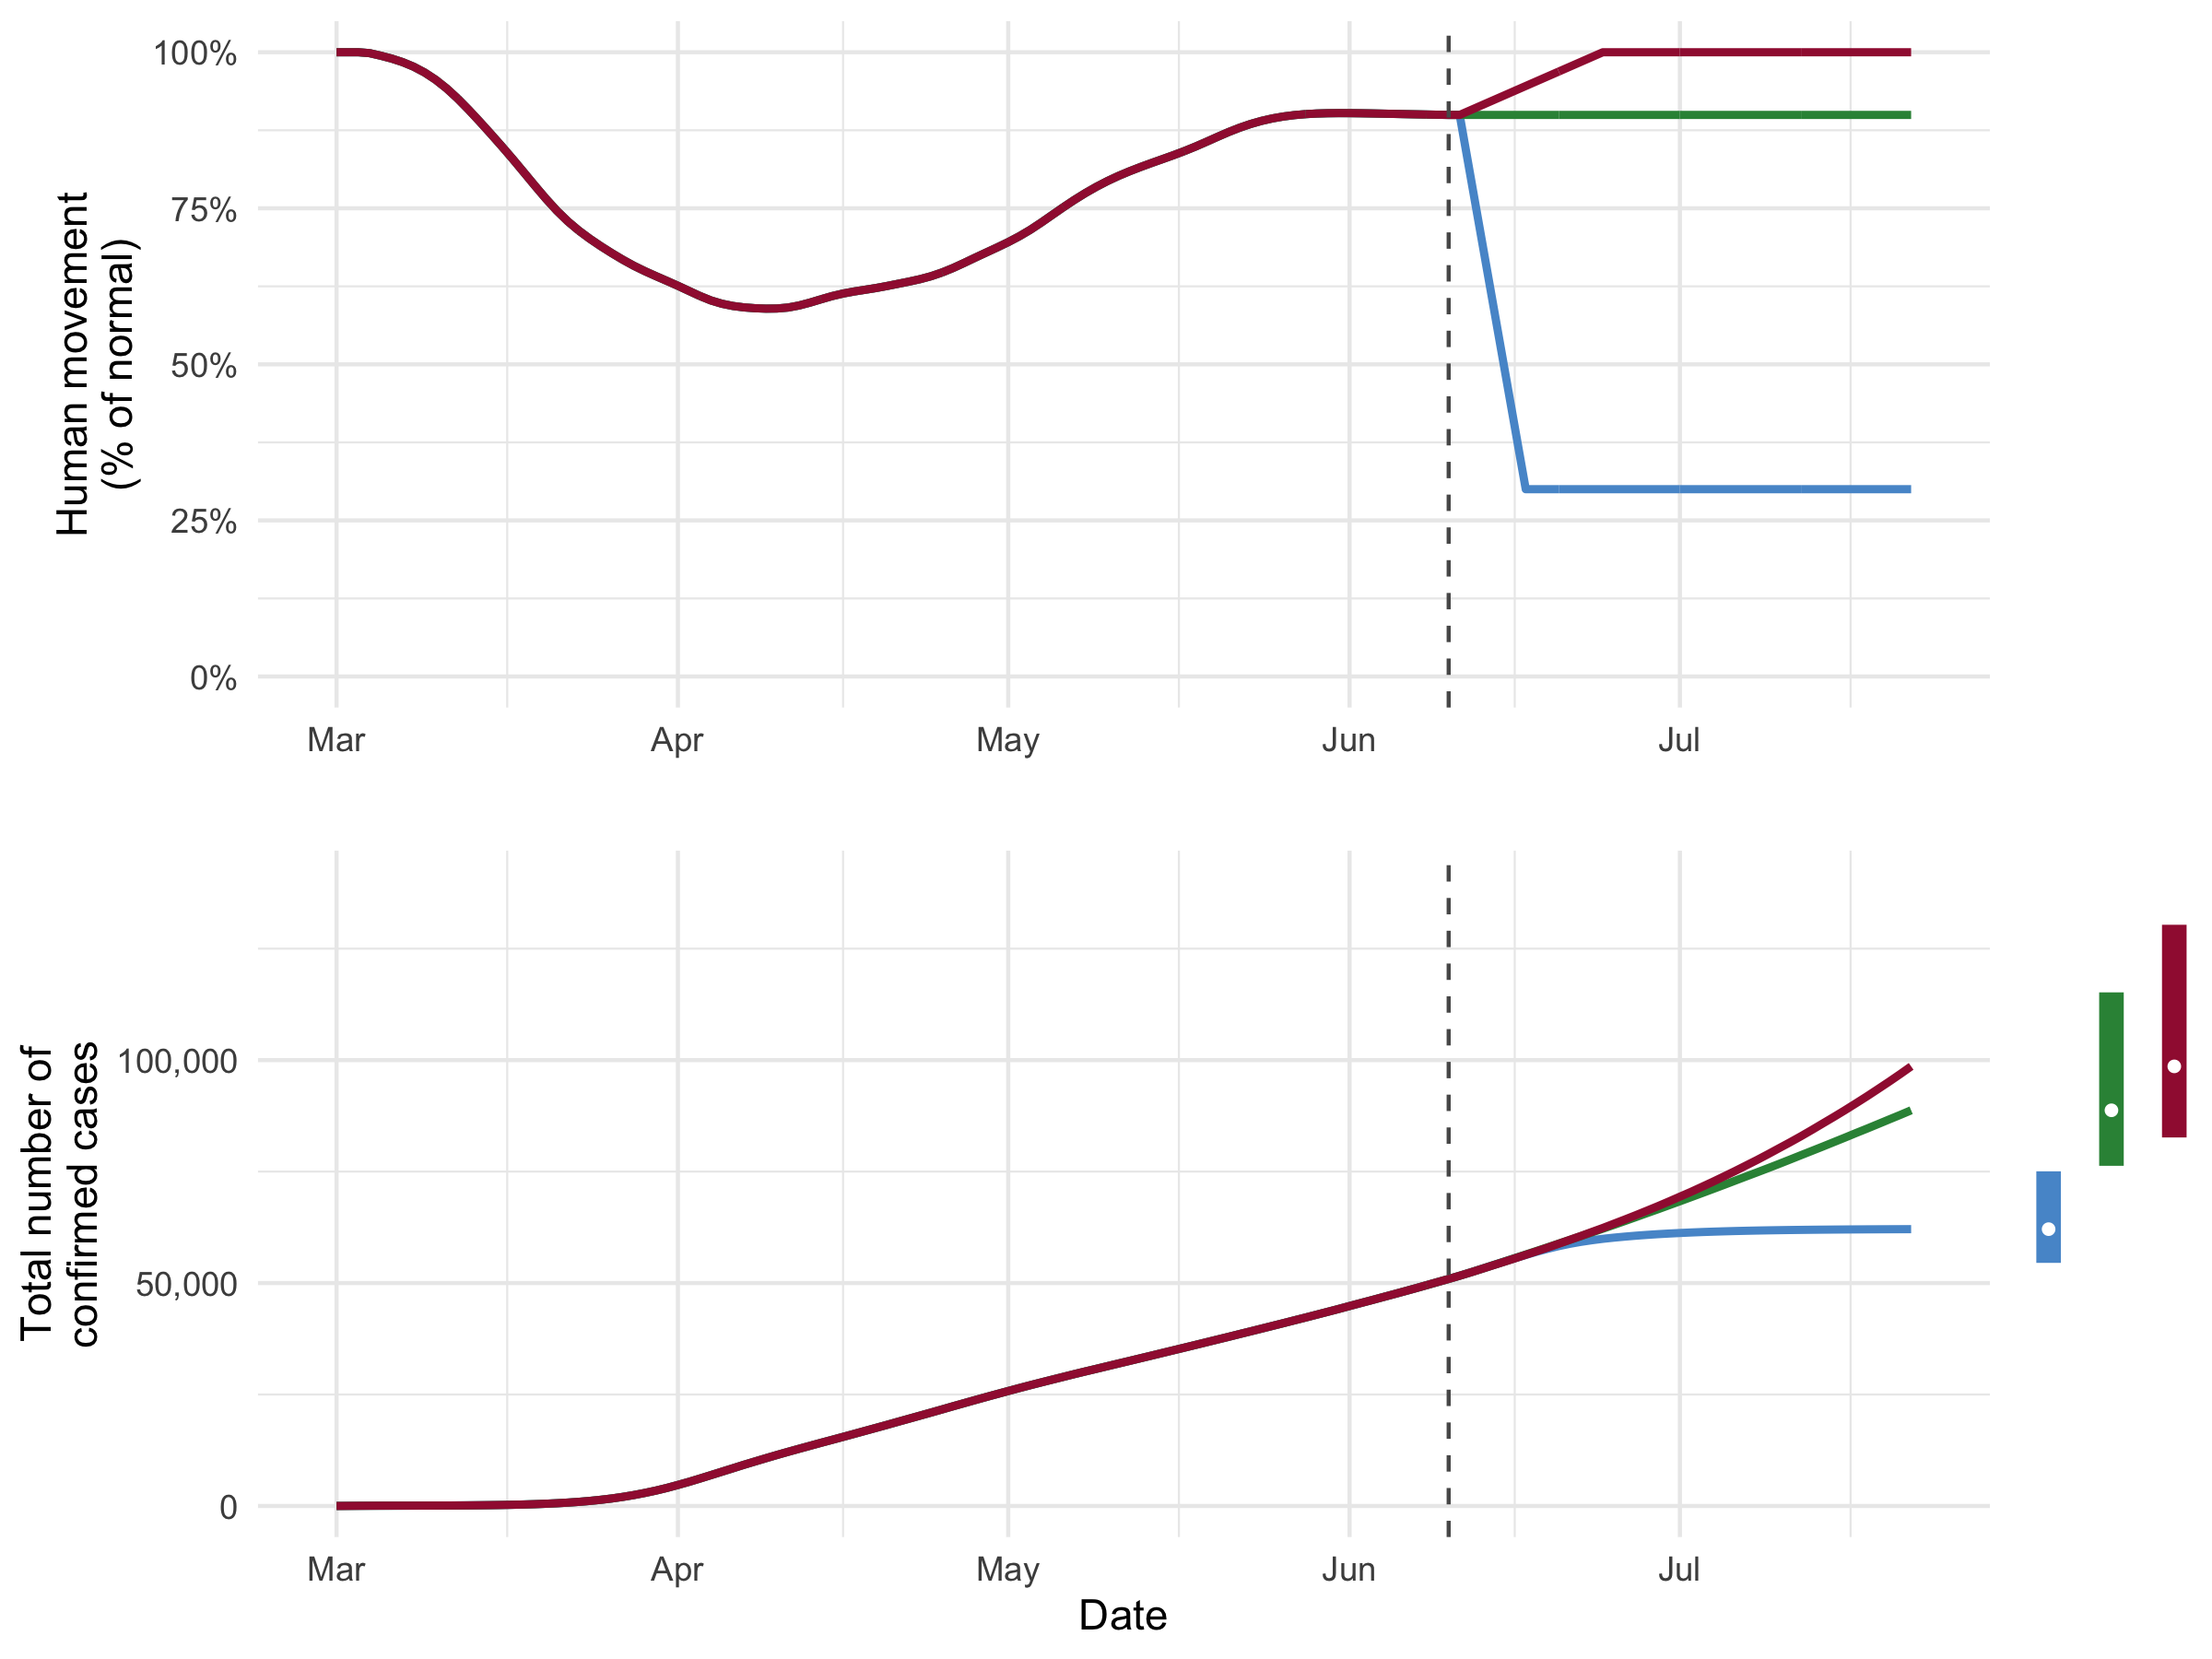 Human movement
(% of normal)
100%
75%
50%
25%
0%
Mar Apr May Jun Jul
Total number of
confirmed cases
100,000
50,000
0
Mar Apr May Jun Jul
Date